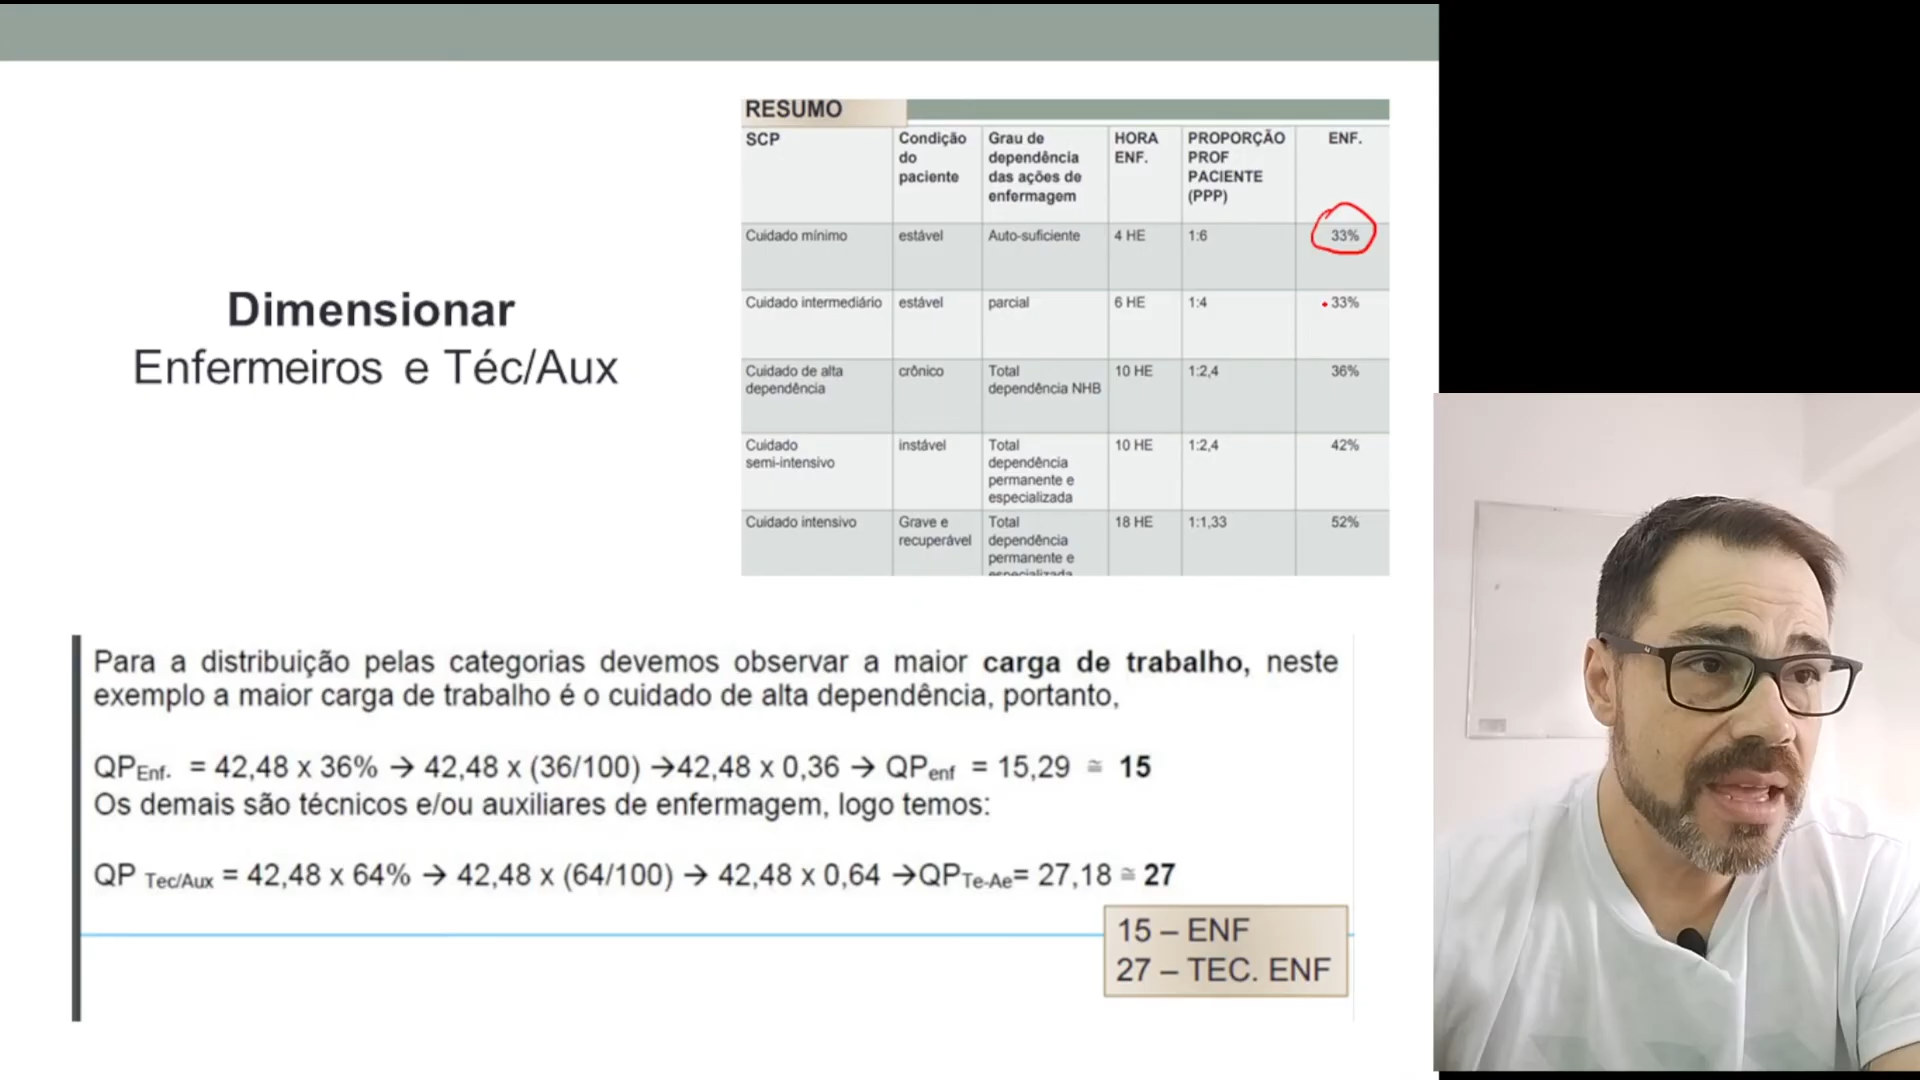 Dimensionar
Enfermeiros e Téc/Aux
RESUMO
SCP
Condição do paciente
Grau de dependência das ações de enfermagem
HORA ENF.
PROPORÇÃO PROF PACIENTE (PPP)
ENF.
Cuidado mínimo
estável
Auto-suficiente
4 HE
1:6
33%
Cuidado intermediário
estável
parcial
6 HE
1:4
33%
Cuidado de alta dependência
crônico
Total dependência NHB
10 HE
1:2,4
36%
Cuidado semi-intensivo
instável
Total dependência permanente e especializada
10 HE
1:2,4
42%
Cuidado intensivo
Grave e recuperável
Total dependência permanente e especializada
18 HE
1:1,33
52%
Para a distribuição pelas categorias devemos observar a maior carga de trabalho, neste
exemplo a maior carga de trabalho é o cuidado de alta dependência, portanto,
QPEnf. = 42,48 x 36% → 42,48 x (36/100) →42,48 x 0,36 → QPenf = 15,29 ≅ 15
Os demais são técnicos e/ou auxiliares de enfermagem, logo temos:
QP Tec/Aux = 42,48 x 64% → 42,48 x (64/100) → 42,48 x 0,64 →QPTe-Ae= 27,18 ≅ 27
15 – ENF
27 – TEC. ENF